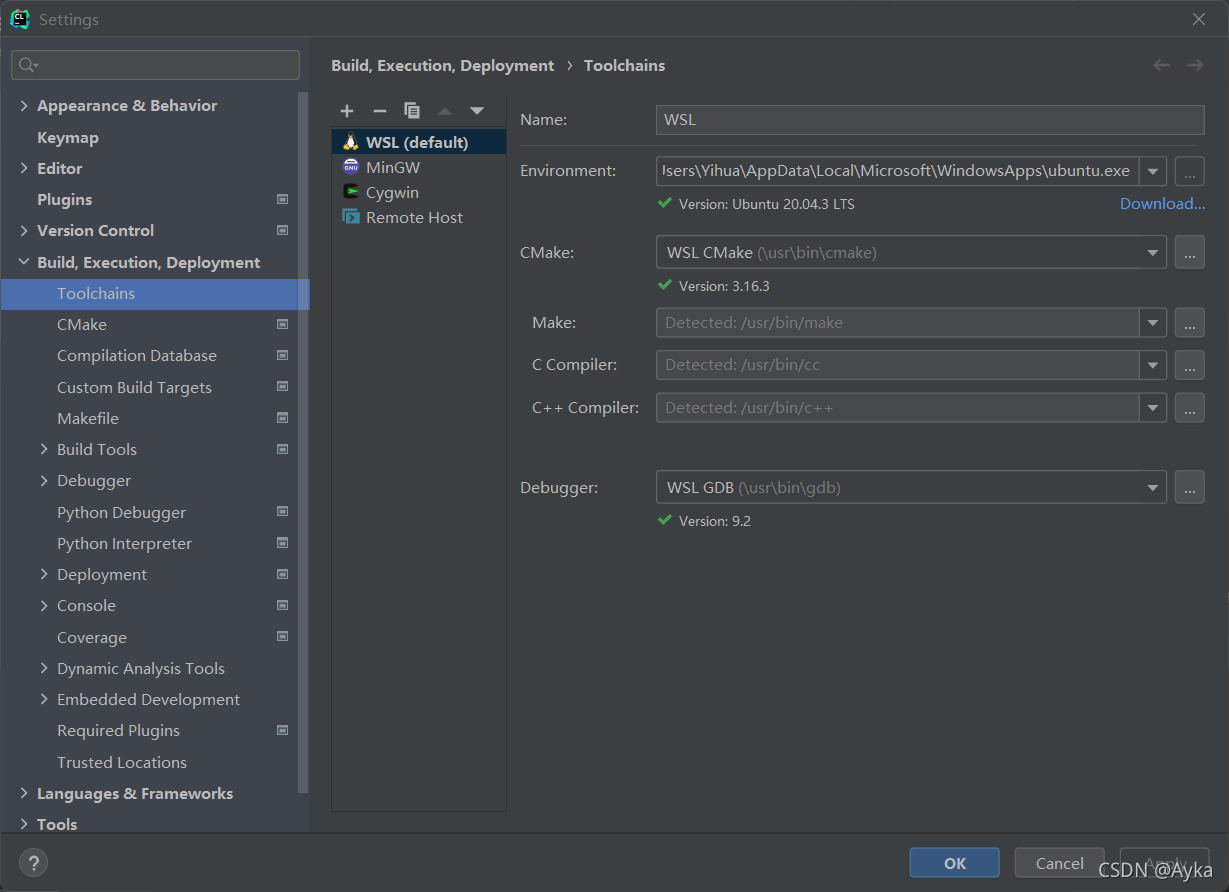 Settings
Appearance & Behavior
Keymap
Editor
Plugins
Version Control
Build, Execution, Deployment
Toolchains
CMake
Compilation Database
Custom Build Targets
Makefile
Build Tools
Debugger
Python Debugger
Python Interpreter
Deployment
Console
Coverage
Dynamic Analysis Tools
Embedded Development
Required Plugins
Trusted Locations
Languages & Frameworks
Tools
Build, Execution, Deployment › Toolchains
WSL (default)
MinGW
Cygwin
Remote Host
Name: WSL
Environment: lsers\Yihua\AppData\Local\Microsoft\WindowsApps\ubuntu.exe ...
Version: Ubuntu 20.04.3 LTS Download...
CMake: WSL CMake (\usr\bin\cmake) ...
Version: 3.16.3
Make: Detected: /usr/bin/make ...
C Compiler: Detected: /usr/bin/cc ...
C++ Compiler: Detected: /usr/bin/c++ ...
Debugger: WSL GDB (\usr\bin\gdb) ...
Version: 9.2
? OK Cancel Apply
CSDN @Ayka